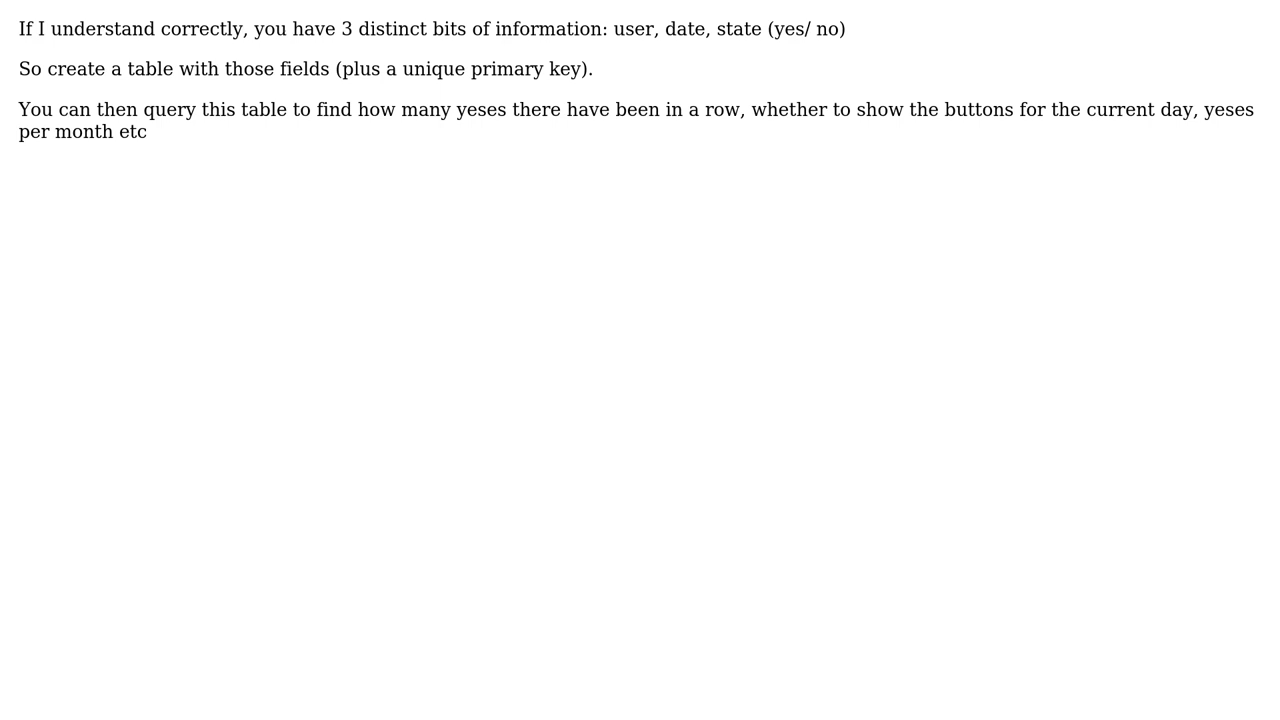 If I understand correctly, you have 3 distinct bits of information: user, date, state (yes/ no)
So create a table with those fields (plus a unique primary key).
You can then query this table to find how many yeses there have been in a row, whether to show the buttons for the current day, yeses
per month etc